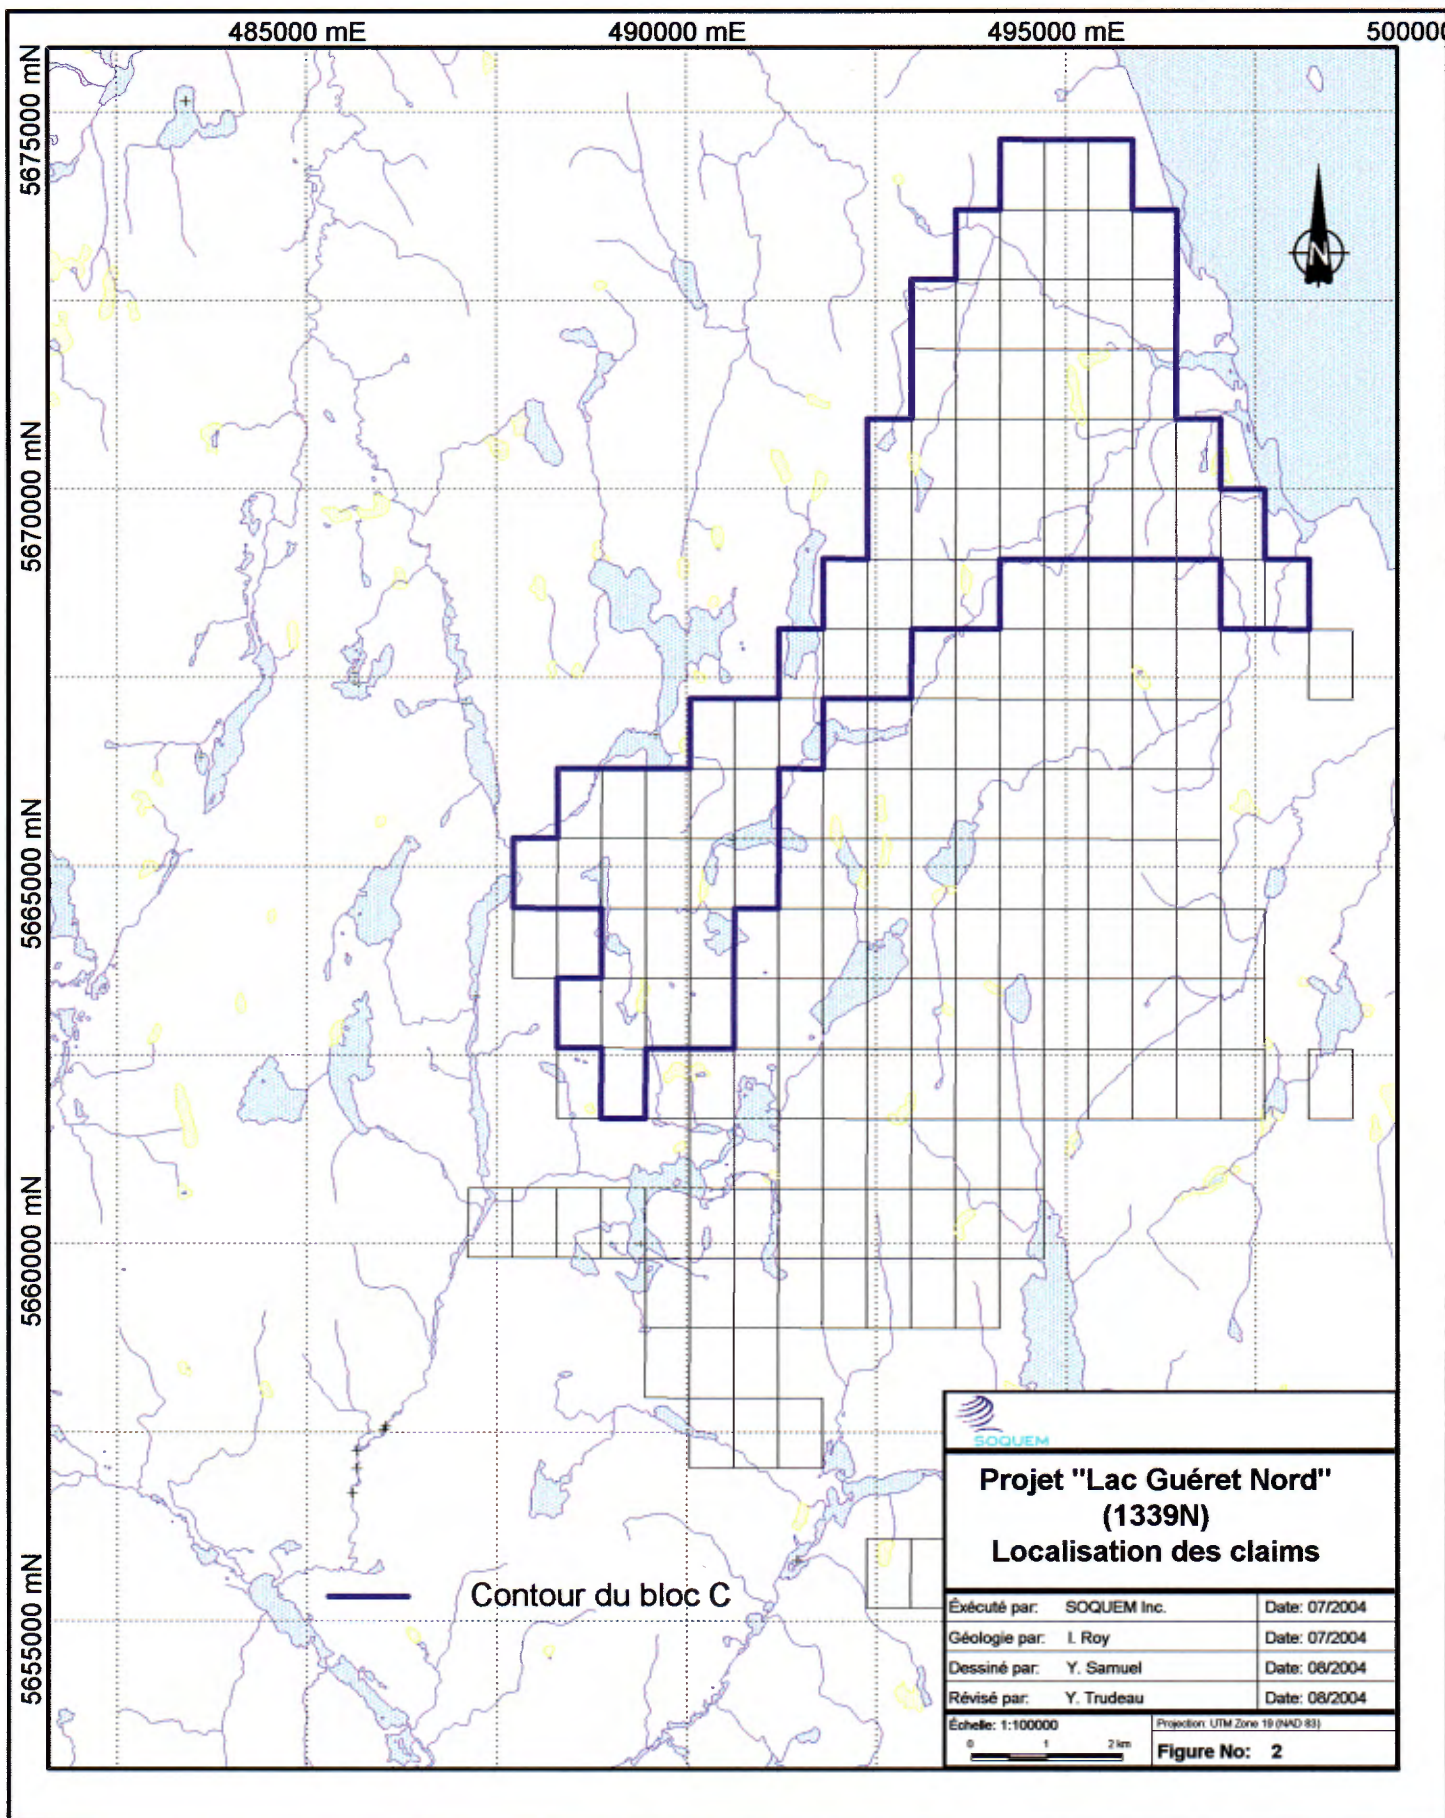 485000 mE
490000 mE
495000 mE
500000
5675000 mN
5670000 mN
5665000 mN
5660000 mN
5655000 mN
N
Contour du bloc C
SOQUEM
Projet "Lac Guéret Nord"
(1339N)
Localisation des claims
Éxécuté par: SOQUEM Inc. Date: 07/2004
Géologie par: I. Roy Date: 07/2004
Dessiné par: Y. Samuel Date: 08/2004
Révisé par: Y. Trudeau Date: 08/2004
Échelle: 1:100000
0 1 2 km
Projection: UTM Zone 19 (NAD 83)
Figure No: 2